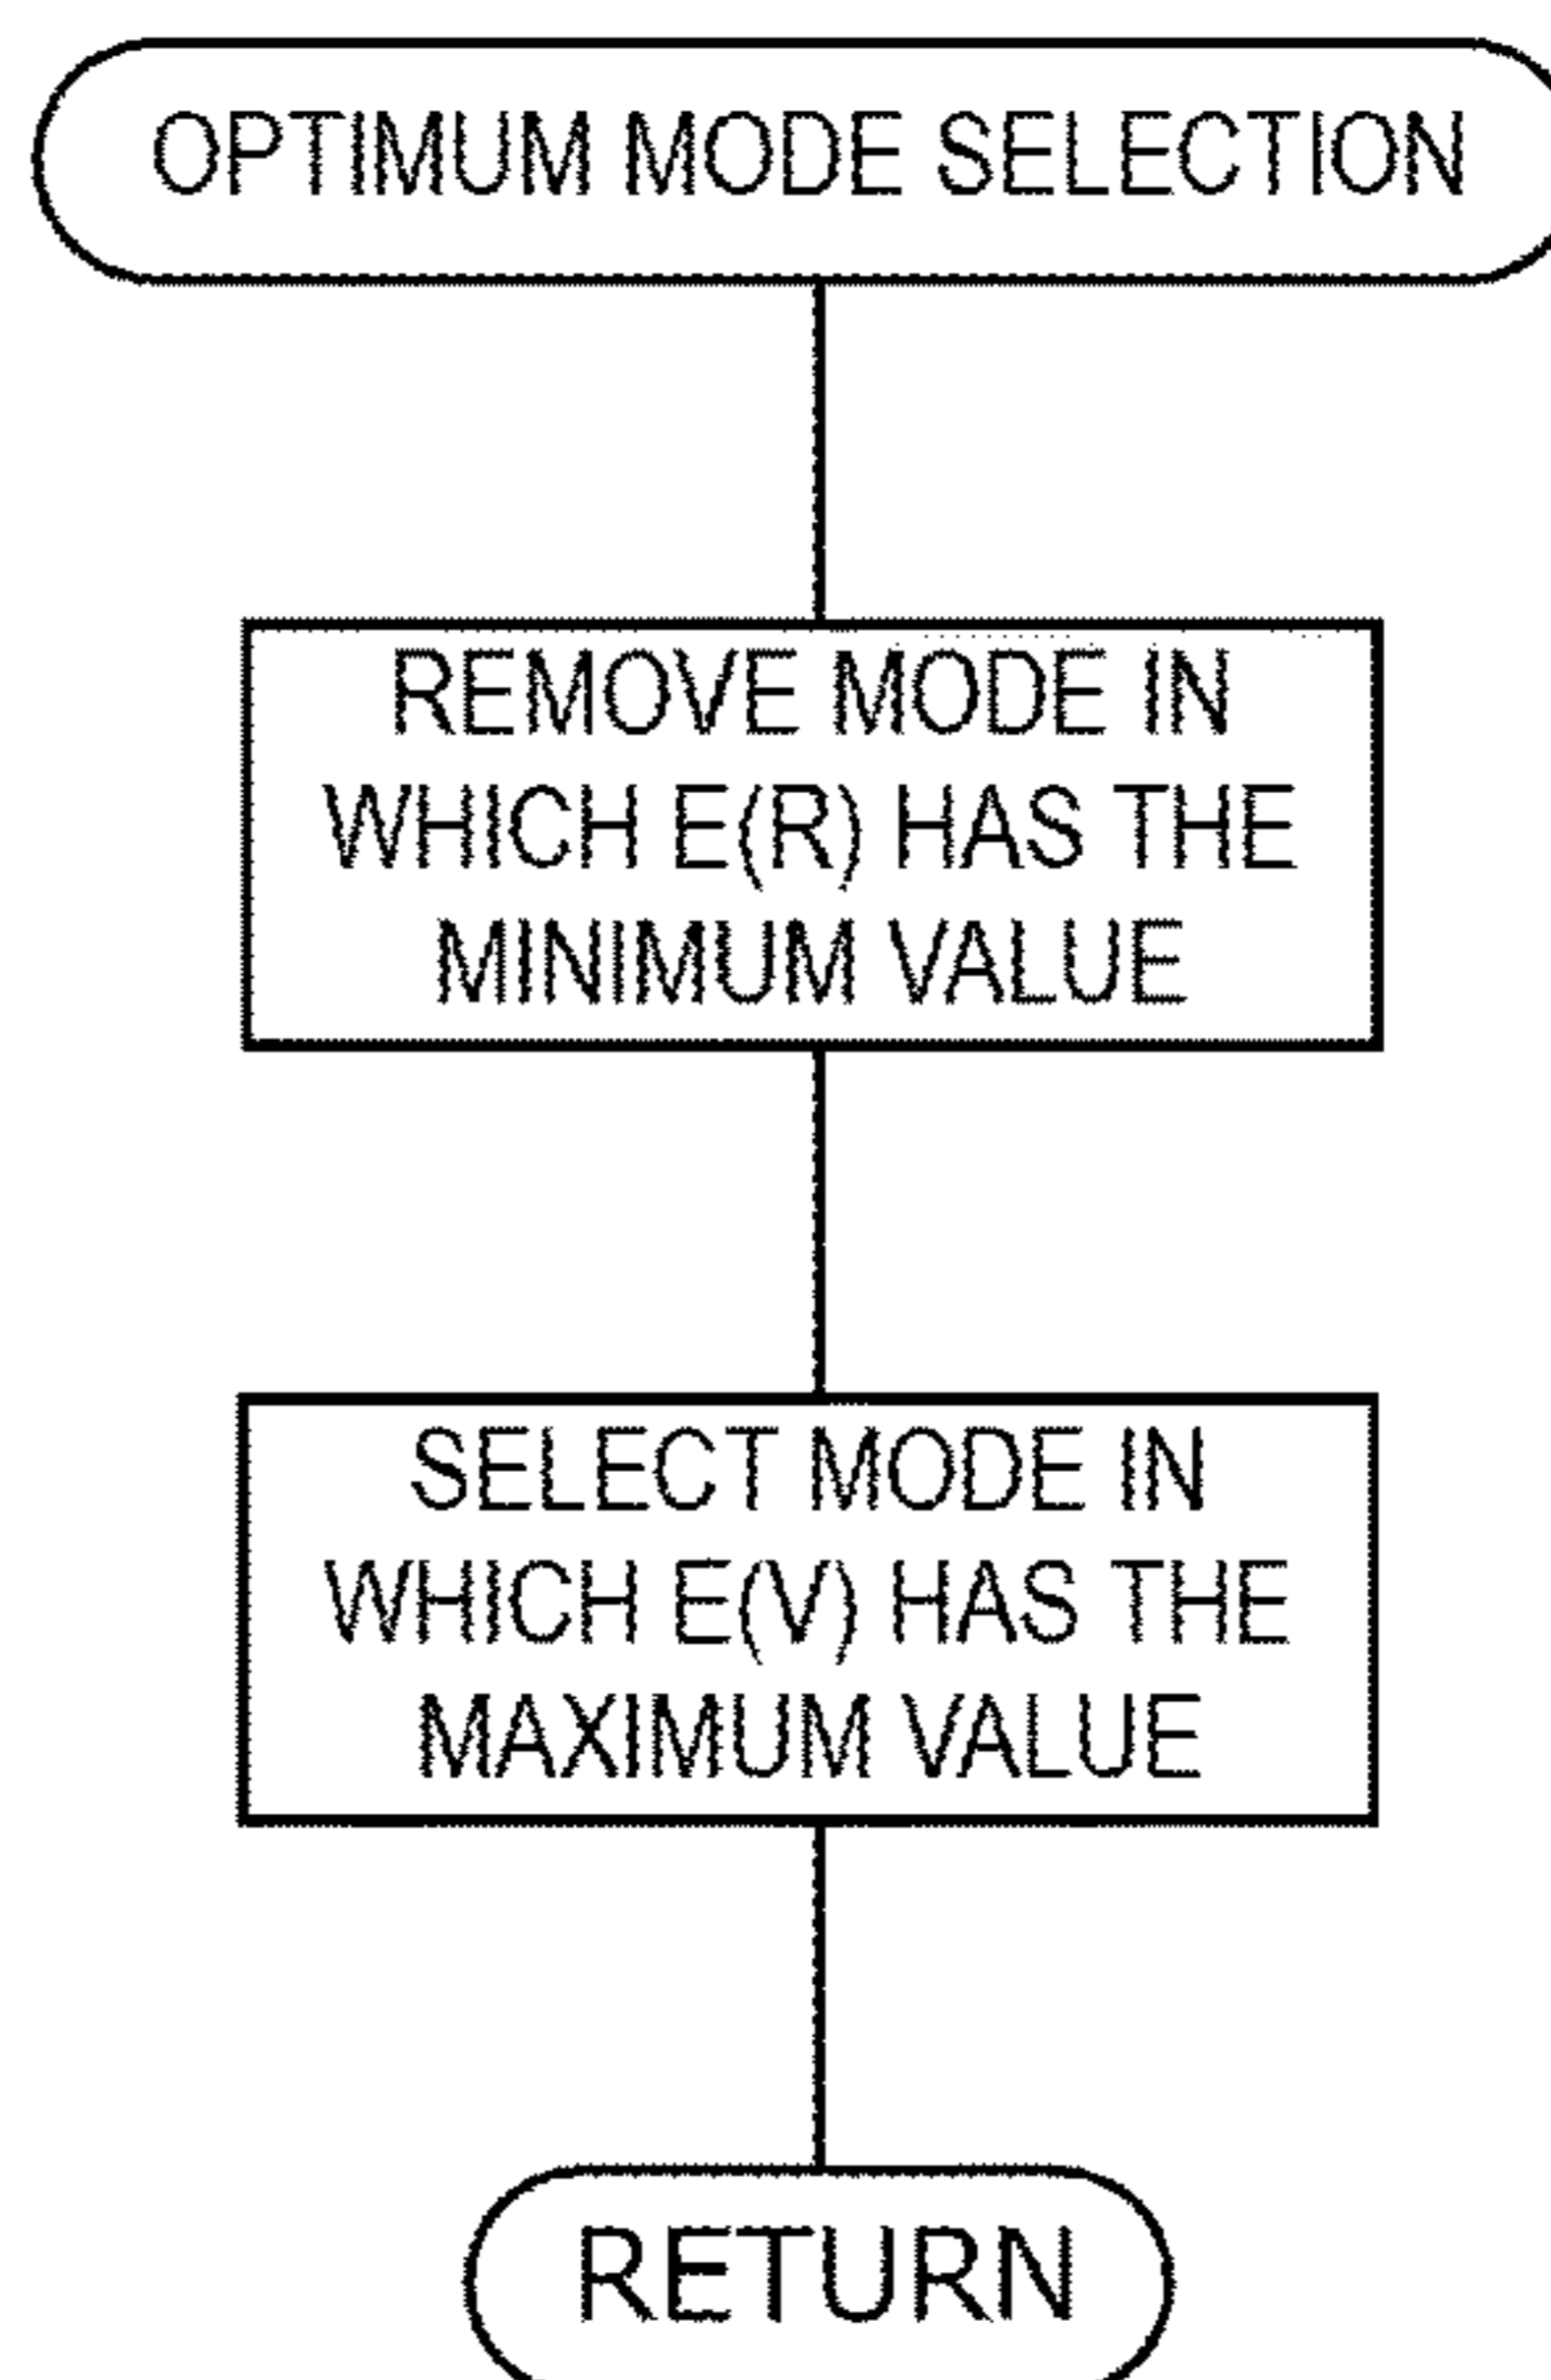 OPTIMUM MODE SELECTION
REMOVE MODE IN
WHICH E(R) HAS THE
MINIMUM VALUE
SELECT MODE IN
WHICH E(V) HAS THE
MAXIMUM VALUE
RETURN